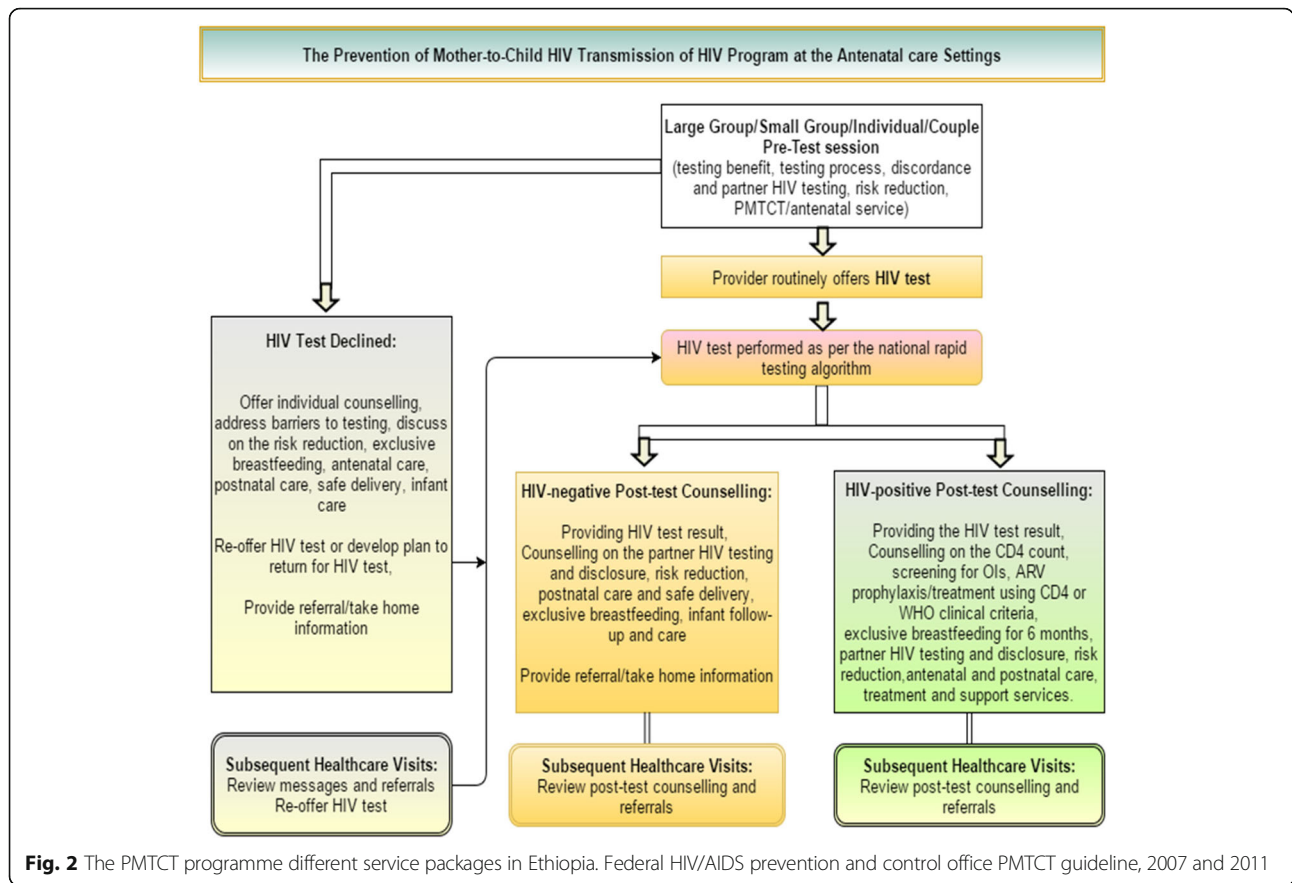 The Prevention of Mother-to-Child HIV Transmission of HIV Program at the Antenatal care Settings
Large Group/Small Group/Individual/Couple
Pre-Test session
(testing benefit, testing process, discordance
and partner HIV testing, risk reduction,
PMTCT/antenatal service)
Provider routinely offers HIV test
HIV test performed as per the national rapid
testing algorithm
HIV Test Declined:
Offer individual counselling,
address barriers to testing, discuss
on the risk reduction, exclusive
breastfeeding, antenatal care,
postnatal care, safe delivery, infant
care
Re-offer HIV test or develop plan to
return for HIV test,
Provide referral/take home
information
HIV-negative Post-test Counselling:
Providing HIV test result,
Counselling on the partner HIV testing
and disclosure, risk reduction,
postnatal care and safe delivery,
exclusive breastfeeding, infant follow-
up and care
Provide referral/take home information
HIV-positive Post-test Counselling:
Providing the HIV test result,
Counselling on the CD4 count,
screening for OIs, ARV
prophylaxis/treatment using CD4 or
WHO clinical criteria,
exclusive breastfeeding for 6 months,
partner HIV testing and disclosure, risk
reduction,antenatal and postnatal care,
treatment and support services.
Subsequent Healthcare Visits:
Review messages and referrals
Re-offer HIV test
Subsequent Healthcare Visits:
Review post-test counselling and
referrals
Subsequent Healthcare Visits:
Review post-test counselling and
referrals
Fig. 2 The PMTCT programme different service packages in Ethiopia. Federal HIV/AIDS prevention and control office PMTCT guideline, 2007 and 2011